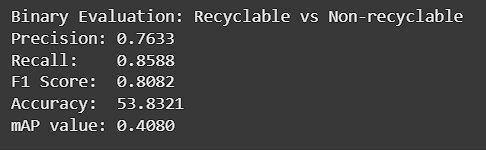 Binary Evaluation: Recyclable vs Non-recyclable
Precision: 0.7633
Recall:    0.8588
F1 Score:  0.8082
Accuracy:  53.8321
mAP value: 0.4080